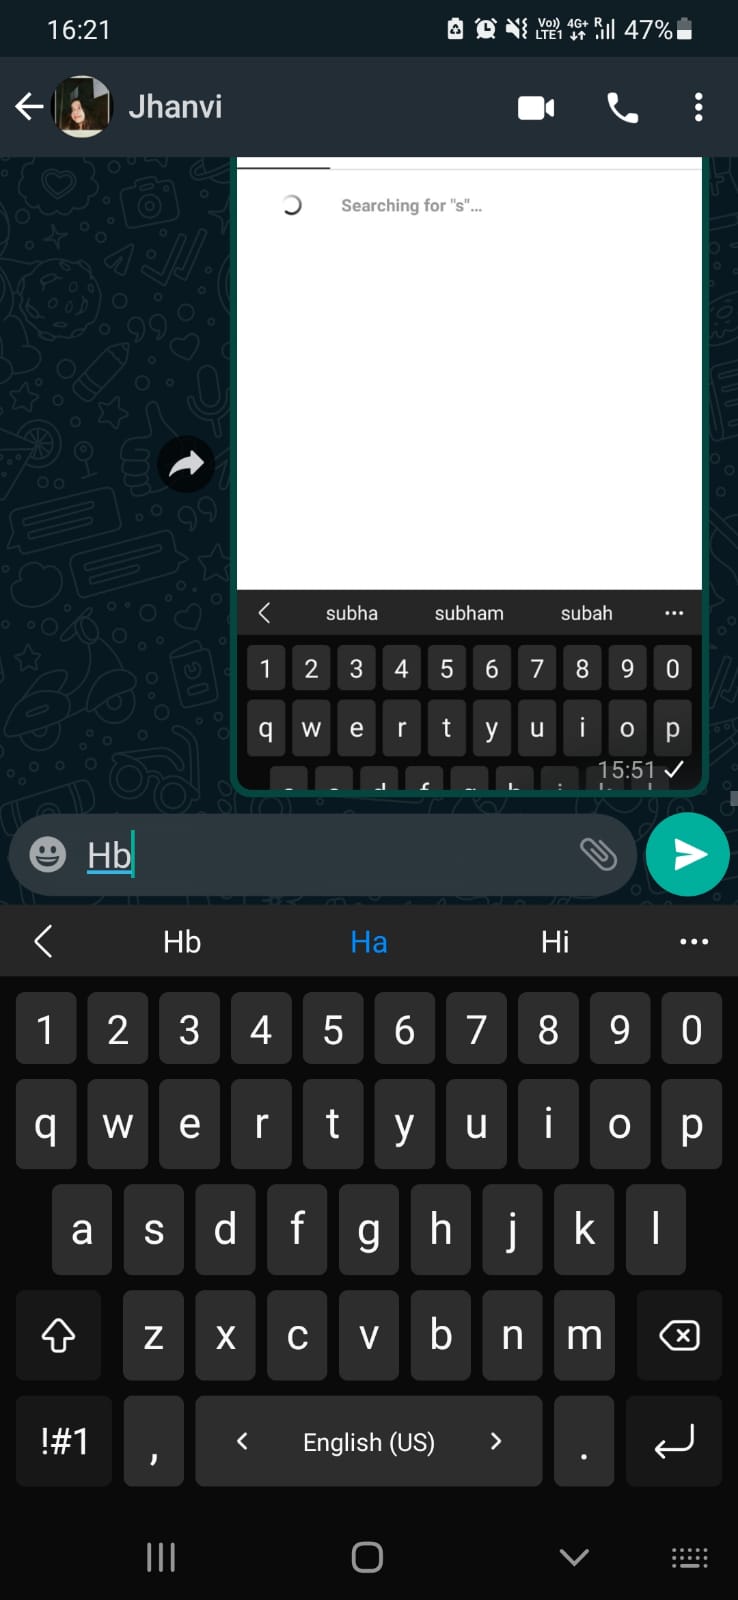 16:21 Vo)) LTE1 4G+ R 47%
Jhanvi
Searching for "s"...
subha subham subah
1 2 3 4 5 6 7 8 9 0
q w e r t y u i o p
15:51
Hb
Hb Ha Hi
1 2 3 4 5 6 7 8 9 0
q w e r t y u i o p
a s d f g h j k l
z x c v b n m
!#1 , < English (US) > .